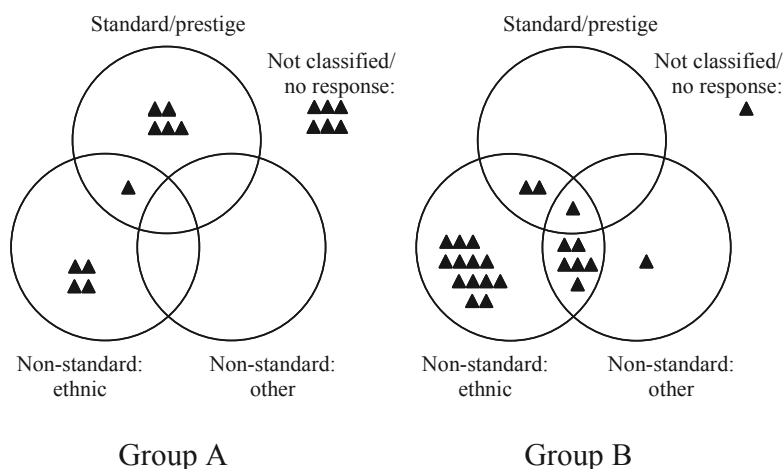 Standard/prestige
Not classified/
no response:
Non-standard:
ethnic
Non-standard:
other
Group A
Standard/prestige
Not classified/
no response:
Non-standard:
ethnic
Non-standard:
other
Group B